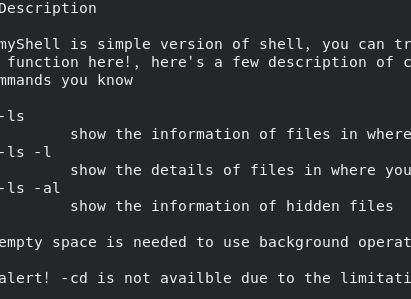 Description
myShell is simple version of shell, you can tr
function here!, here's a few description of c
mmands you know
-ls
show the information of files in where
-ls -l
show the details of files in where you
-ls -al
show the information of hidden files
empty space is needed to use background operat
alert! -cd is not availble due to the limitati